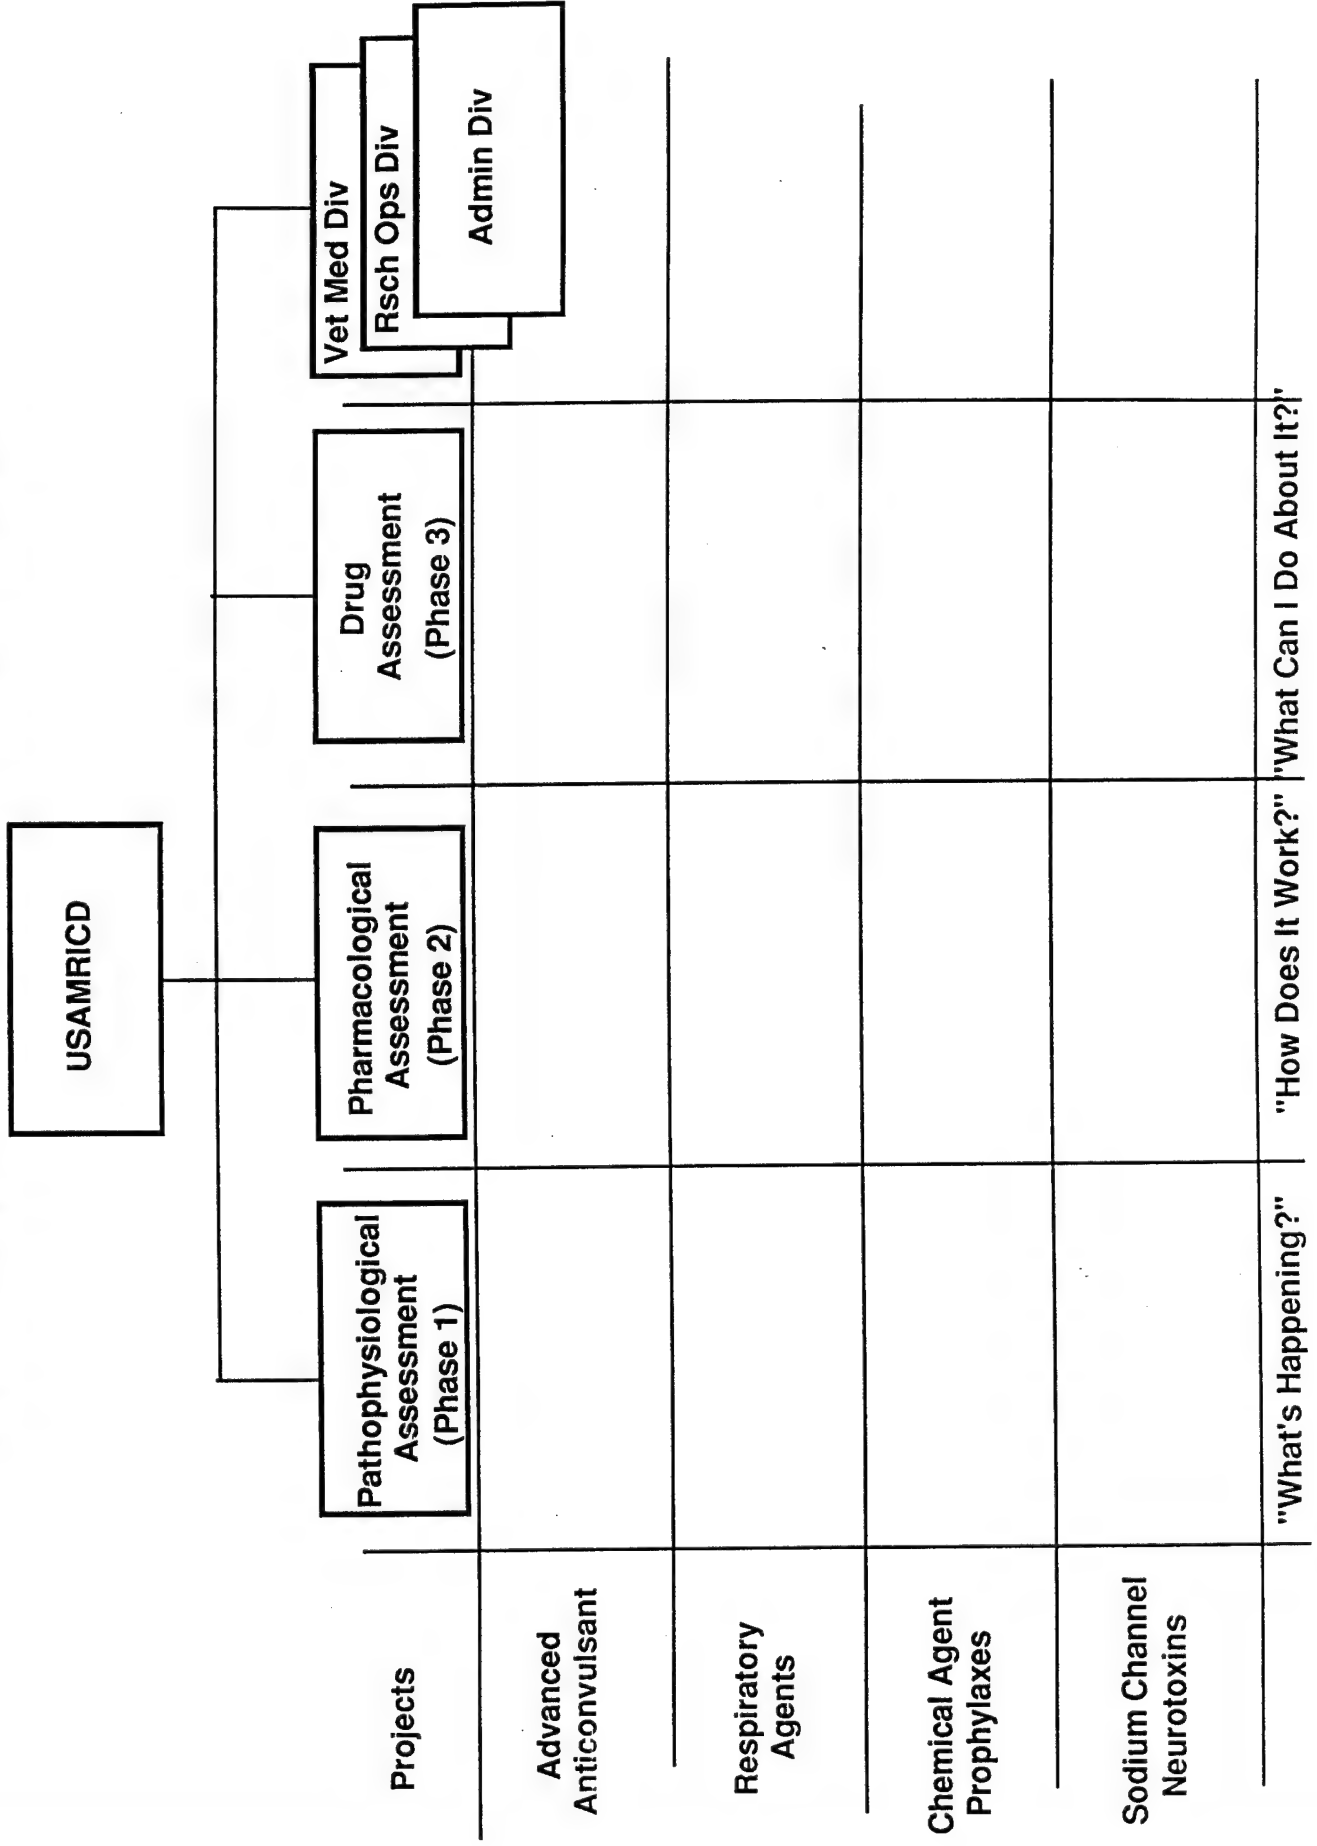 USAMRICD
Projects
Pathophysiological
Assessment
(Phase 1)
Pharmacological
Assessment
(Phase 2)
Drug
Assessment
(Phase 3)
Vet Med Div
Rsch Ops Div
Admin Div
Advanced
Anticonvulsant
Respiratory
Agents
Chemical Agent
Prophylaxes
Sodium Channel
Neurotoxins
"What's Happening?"
"How Does It Work?"
"What Can I Do About It?"